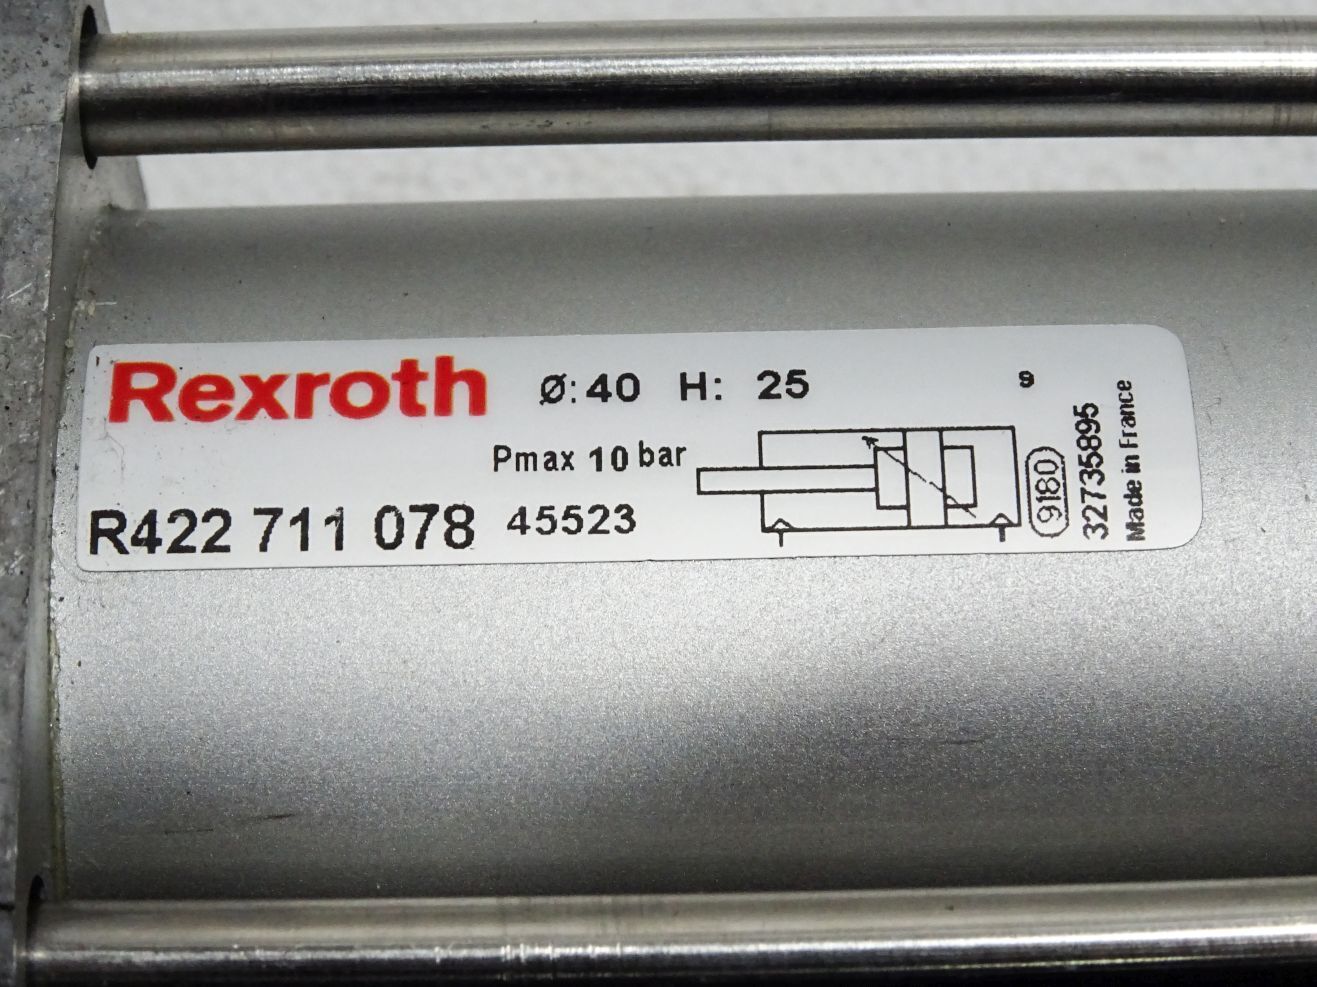 Rexroth Ø: 40 H: 25 9
Pmax 10 bar
R422 711 078 45523
9180
32735895
Made in France